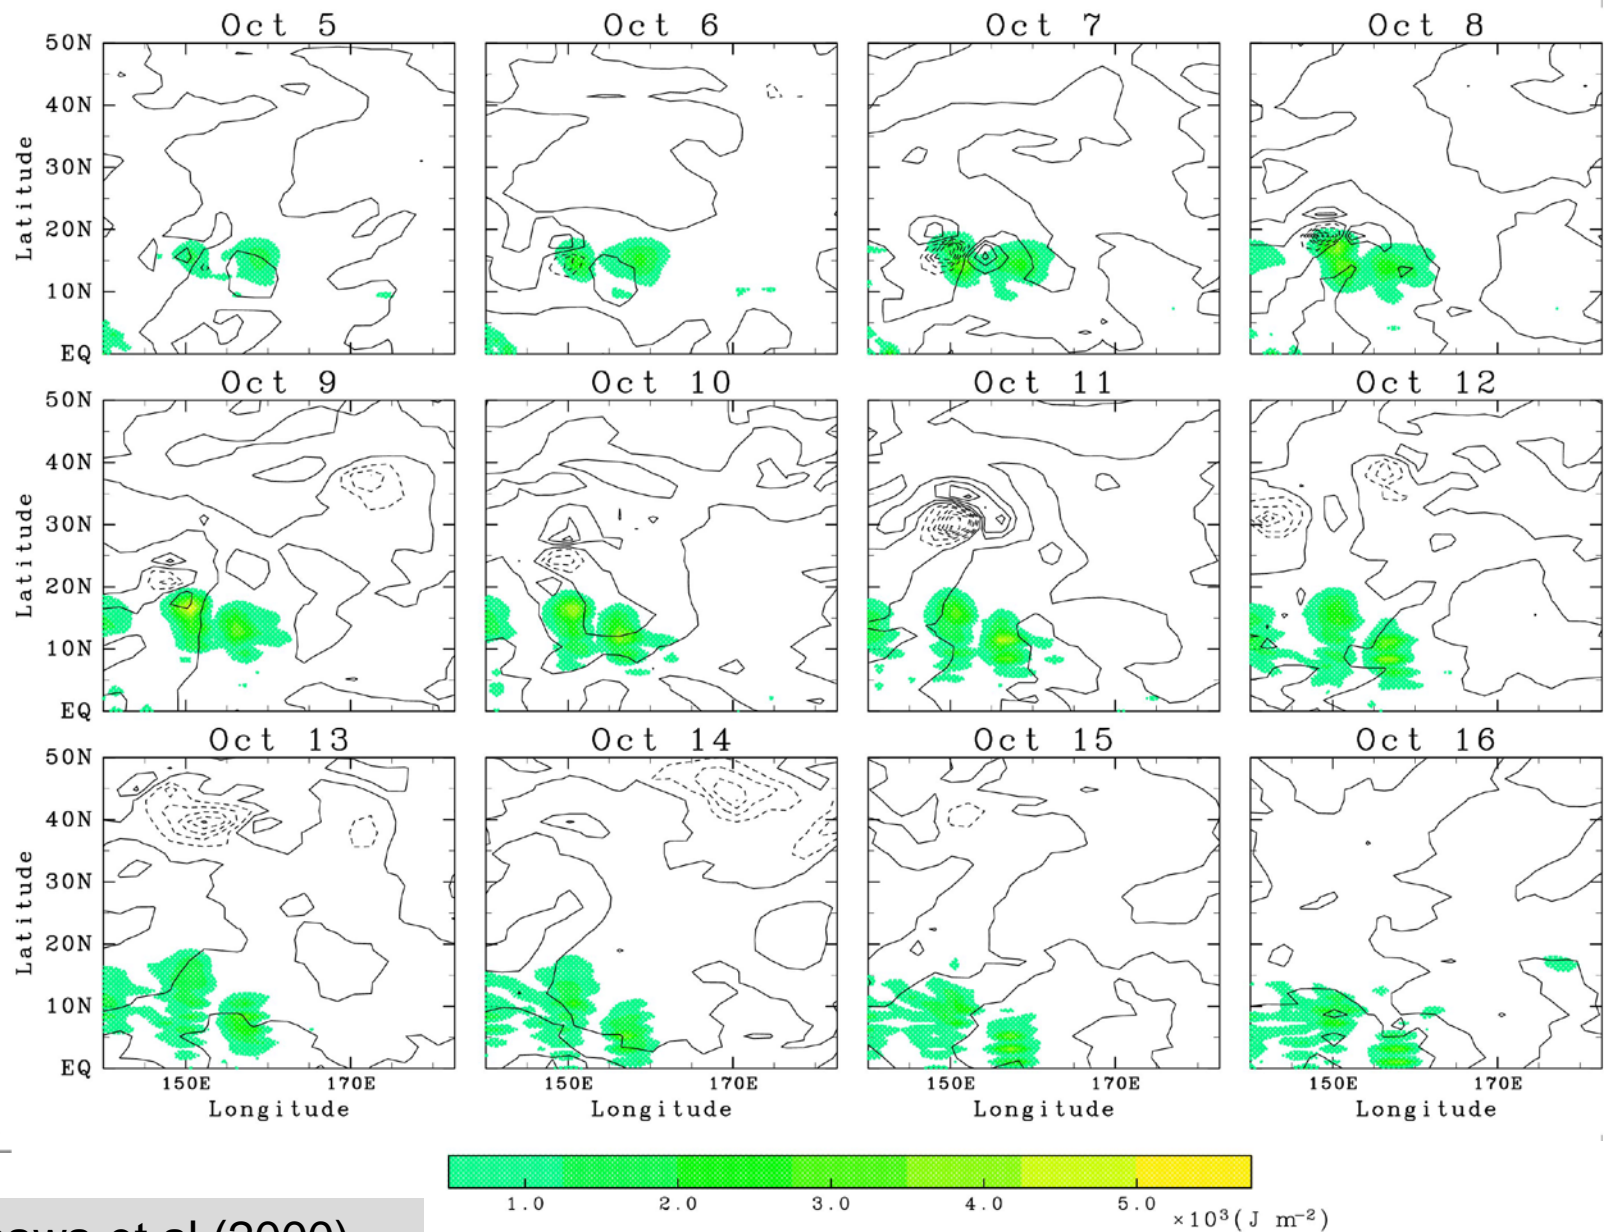 Oct 5 Oct 6 Oct 7 Oct 8
50N
40N
30N
20N
10N
EQ
Latitude
Oct 9 Oct 10 Oct 11 Oct 12
50N
40N
30N
20N
10N
EQ
Latitude
Oct 13 Oct 14 Oct 15 Oct 16
50N
40N
30N
20N
10N
EQ
Latitude
150E 170E 150E 170E 150E 170E 150E 170E
Longitude Longitude Longitude Longitude
1.0 2.0 3.0 4.0 5.0
×10³(J m⁻²)
et al (2009)